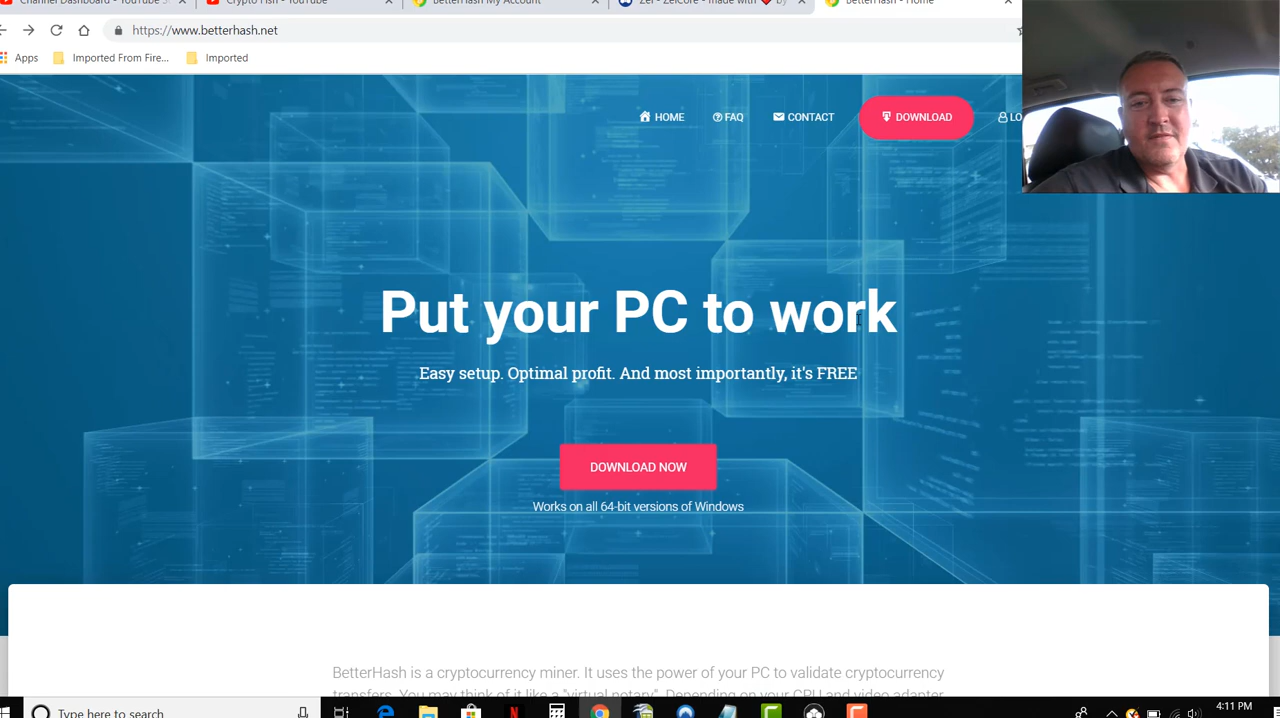 Channel Dashboard - YouTube S
Crypto Fish - YouTube
BetterHash My Account
Zel - ZelCore - made with ❤ by
BetterHash - Home
https://www.betterhash.net
Apps
Imported From Fire...
Imported
HOME
FAQ
CONTACT
DOWNLOAD
LO
Put your PC to work
Easy setup. Optimal profit. And most importantly, it's FREE
DOWNLOAD NOW
Works on all 64-bit versions of Windows
BetterHash is a cryptocurrency miner. It uses the power of your PC to validate cryptocurrency
transfers. You may think of it like a "virtual notary". Depending on your CPU and video adapter
Type here to search
4:11 PM